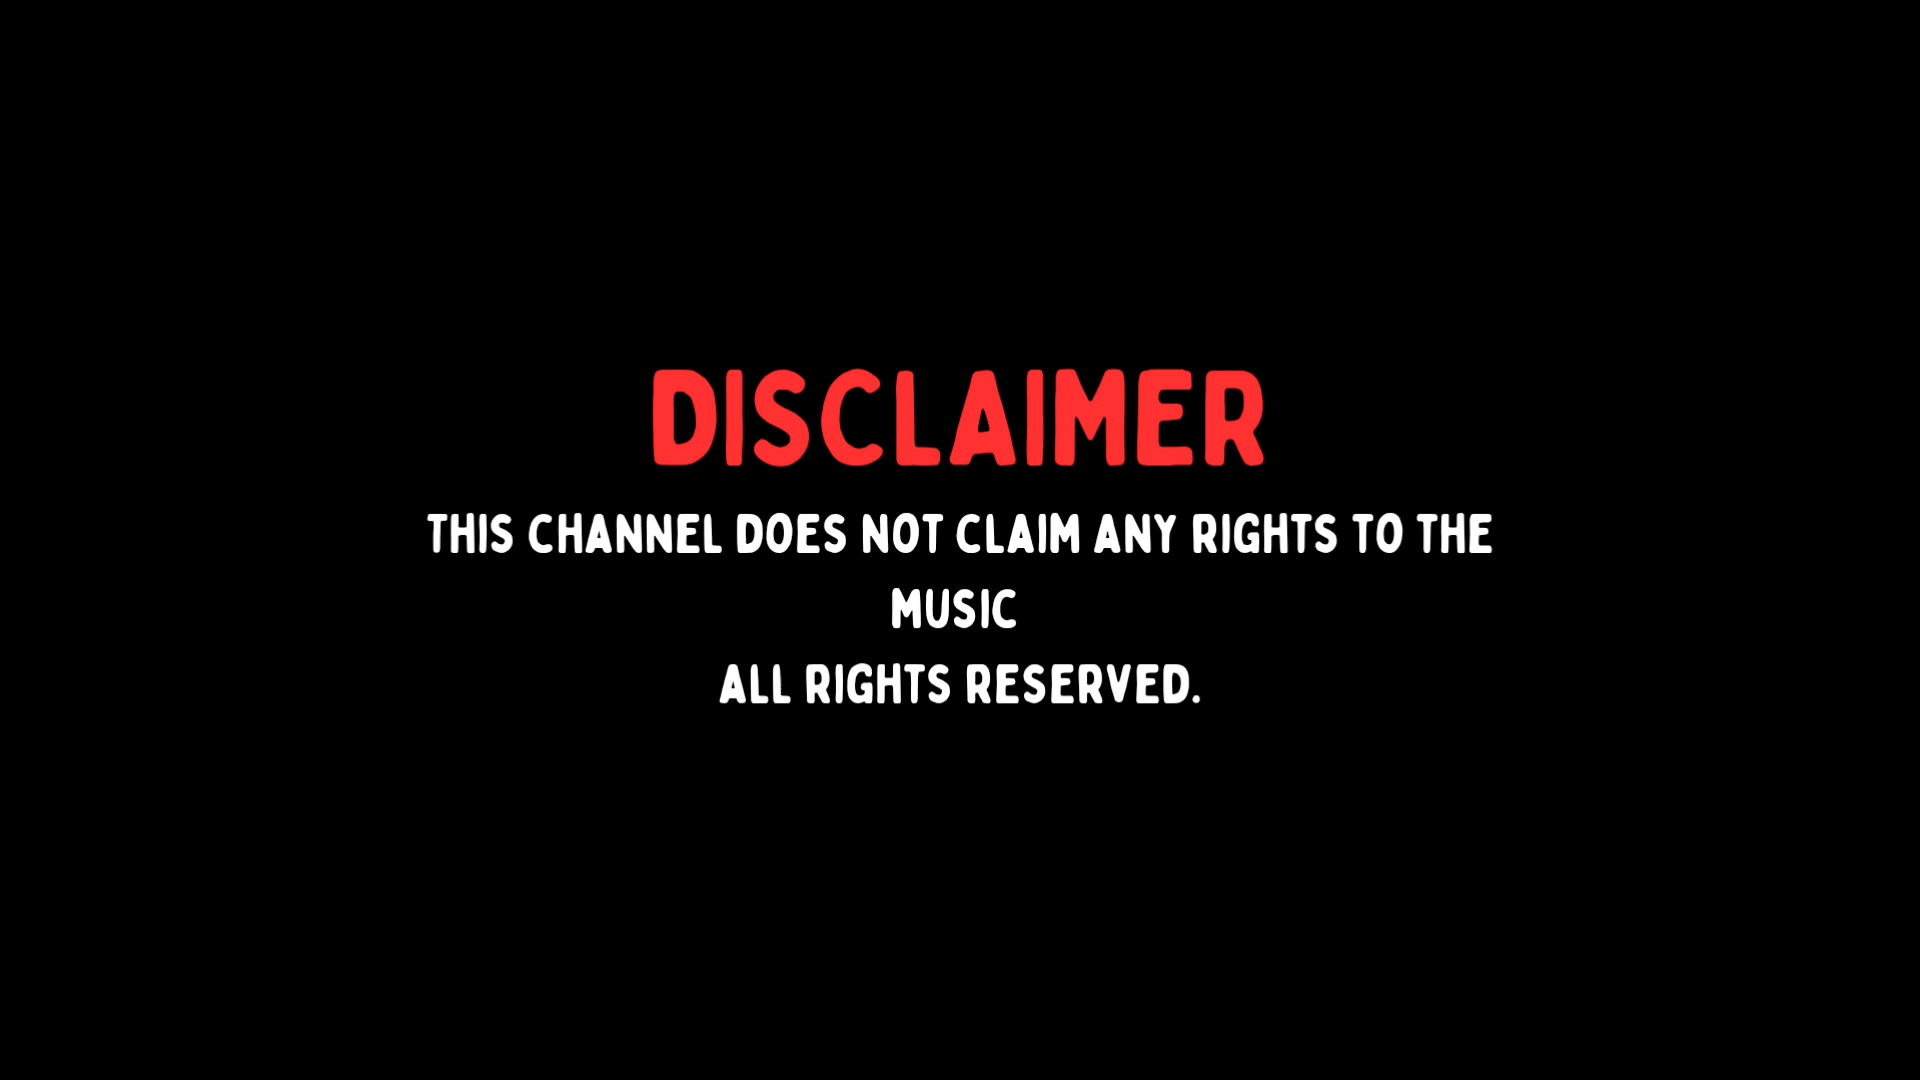 DISCLAIMER
THIS CHANNEL DOES NOT CLAIM ANY RIGHTS TO THE
MUSIC
ALL RIGHTS RESERVED.